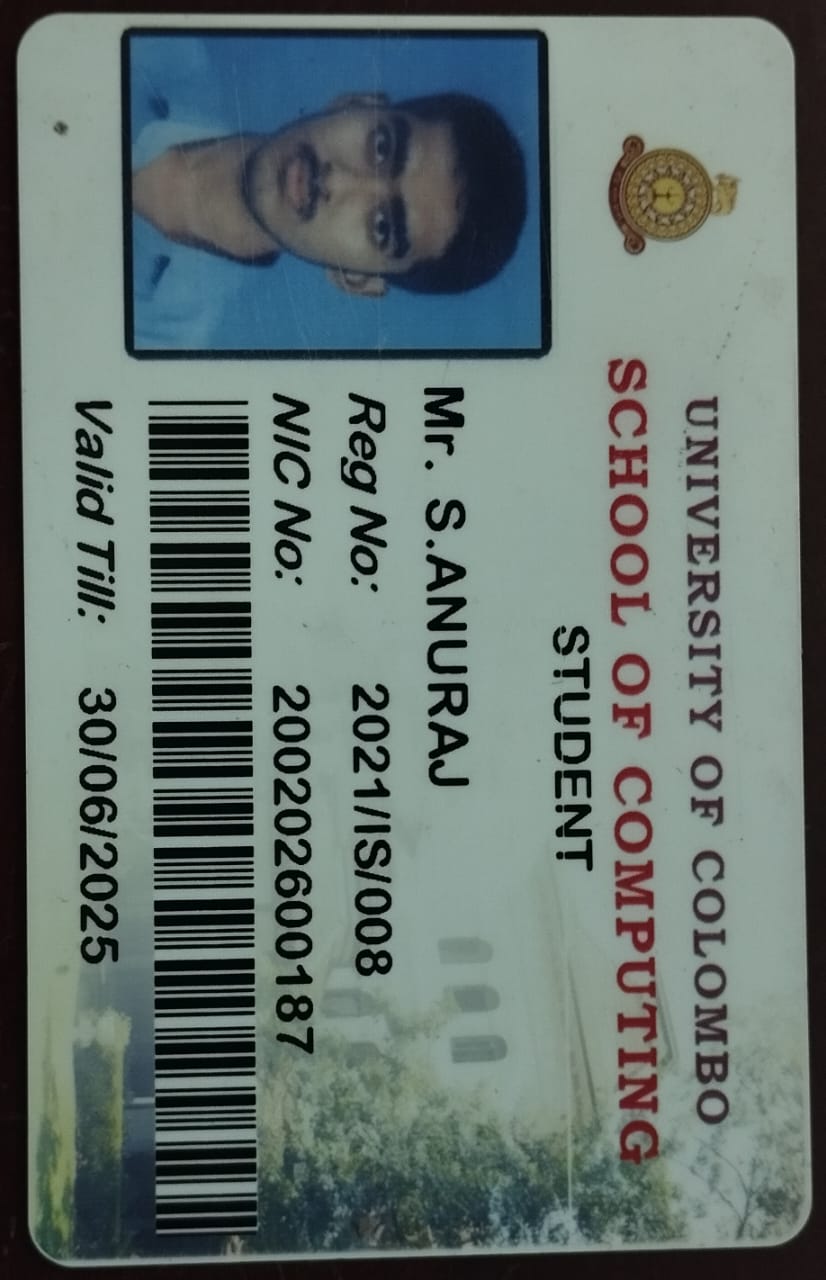 UNIVERSITY OF COLOMBO
SCHOOL OF COMPUTING
STUDENT
Mr. S.ANURAJ
Reg No: 2021/IS/008
NIC No: 200202600187
Valid Till: 30/06/2025